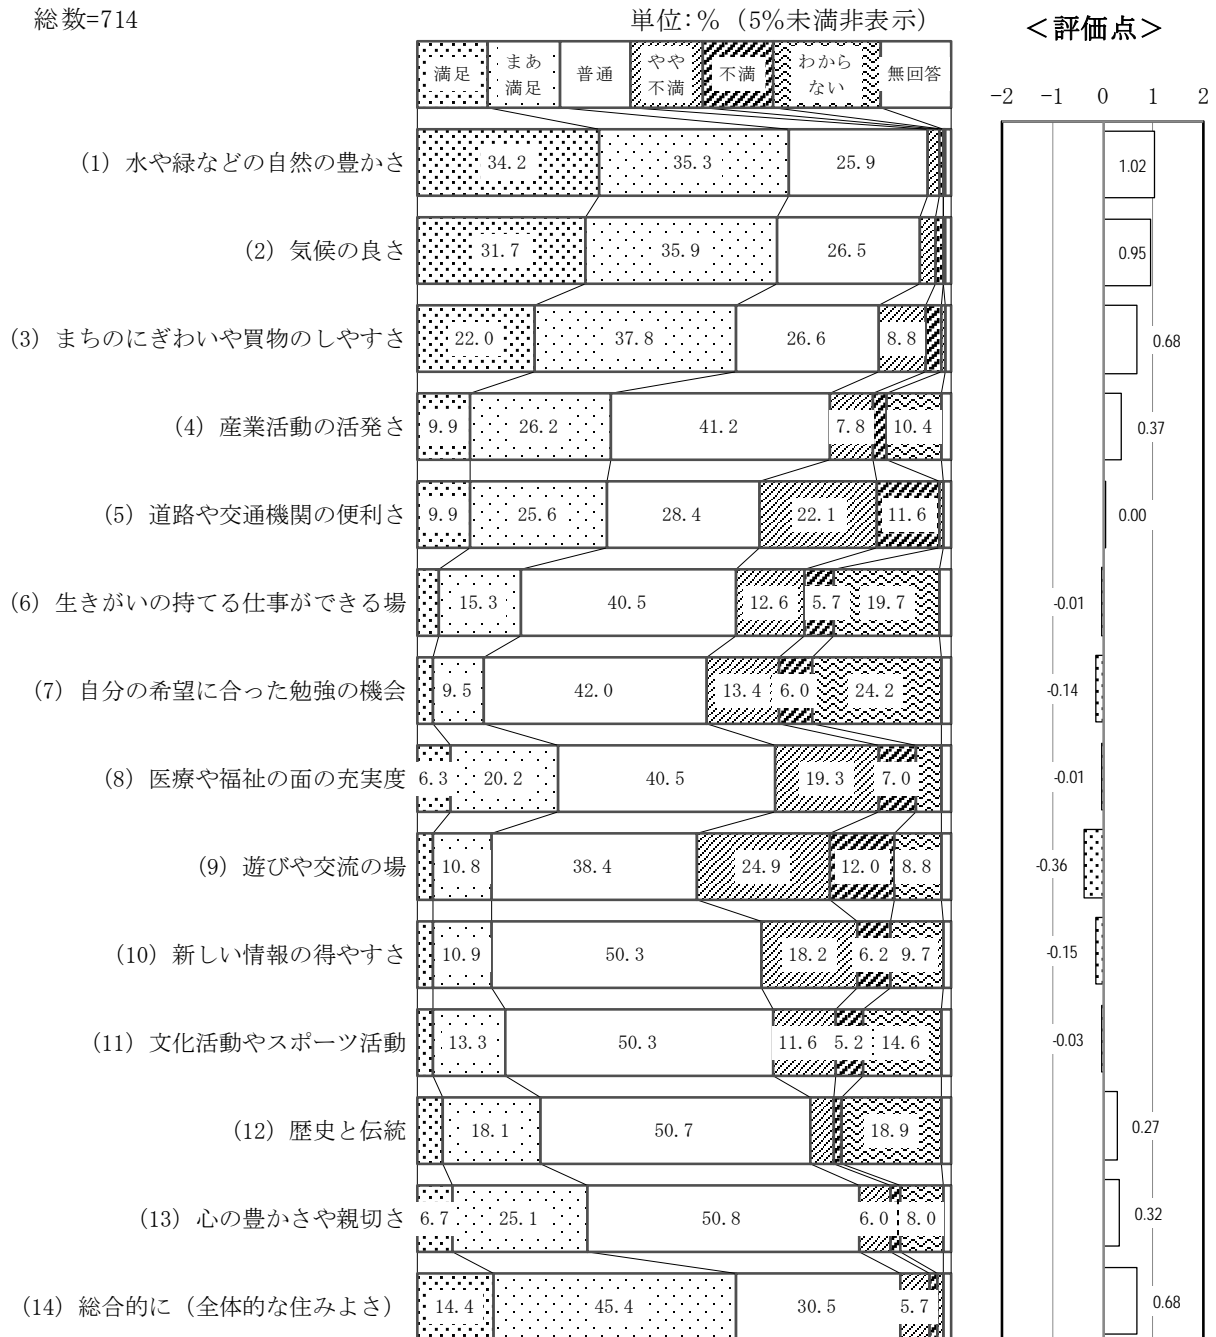 総数=714
単位：％（5％未満非表示）
＜評価点＞
満足 まあ満足 普通 やや不満 不満 わからない 無回答
−2 −1 0 1 2
(1) 水や緑などの自然の豊かさ 34.2 35.3 25.9 1.02
(2) 気候の良さ 31.7 35.9 26.5 0.95
(3) まちのにぎわいや買物のしやすさ 22.0 37.8 26.6 8.8 0.68
(4) 産業活動の活発さ 9.9 26.2 41.2 7.8 10.4 0.37
(5) 道路や交通機関の便利さ 9.9 25.6 28.4 22.1 11.6 0.00
(6) 生きがいの持てる仕事ができる場 15.3 40.5 12.6 5.7 19.7 -0.01
(7) 自分の希望に合った勉強の機会 9.5 42.0 13.4 6.0 24.2 -0.14
(8) 医療や福祉の面の充実度 6.3 20.2 40.5 19.3 7.0 -0.01
(9) 遊びや交流の場 10.8 38.4 24.9 12.0 8.8 -0.36
(10) 新しい情報の得やすさ 10.9 50.3 18.2 6.2 9.7 -0.15
(11) 文化活動やスポーツ活動 13.3 50.3 11.6 5.2 14.6 -0.03
(12) 歴史と伝統 18.1 50.7 18.9 0.27
(13) 心の豊かさや親切さ 6.7 25.1 50.8 6.0 8.0 0.32
(14) 総合的に（全体的な住みよさ） 14.4 45.4 30.5 5.7 0.68